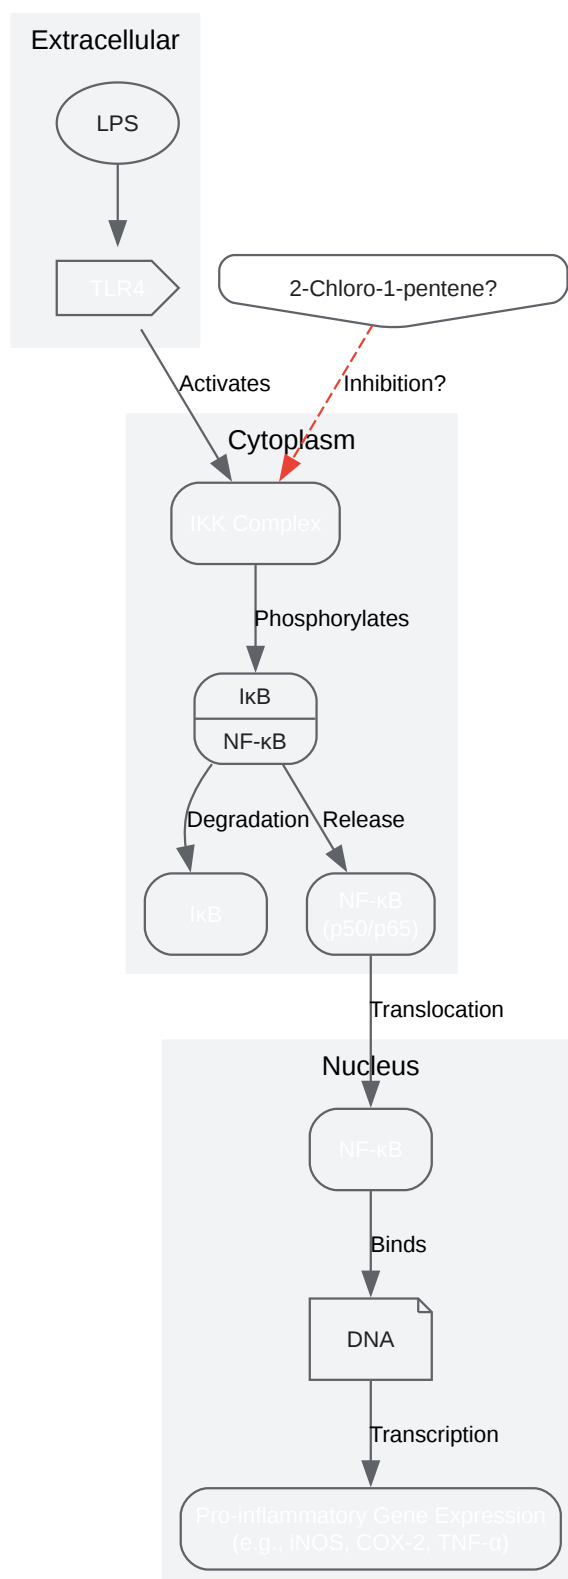 Extracellular
LPS
TLR4
2-Chloro-1-pentene?
Activates
Inhibition?
Cytoplasm
IKK Complex
Phosphorylates
IκB
NF-κB
Degradation
Release
IκB
NF-κB
(p50/p65)
Translocation
Nucleus
NF-κB
Binds
DNA
Transcription
Pro-inflammatory Gene Expression
(e.g., iNOS, COX-2, TNF-α)